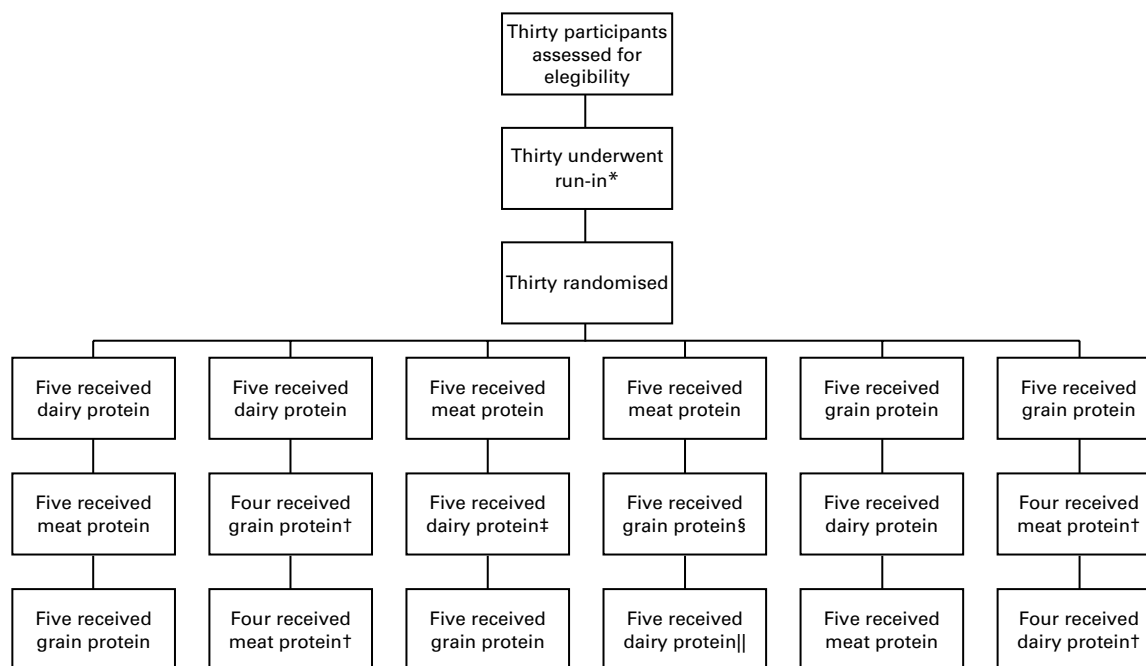 Thirty participants
assessed for
elegibility
Thirty underwent
run-in*
Thirty randomised
Five received
dairy protein
Five received
dairy protein
Five received
meat protein
Five received
meat protein
Five received
grain protein
Five received
grain protein
Five received
meat protein
Four received
grain protein†
Five received
dairy protein‡
Five received
grain protein§
Five received
dairy protein
Four received
meat protein†
Five received
grain protein
Four received
meat protein†
Five received
grain protein
Five received
dairy protein||
Five received
meat protein
Four received
dairy protein†